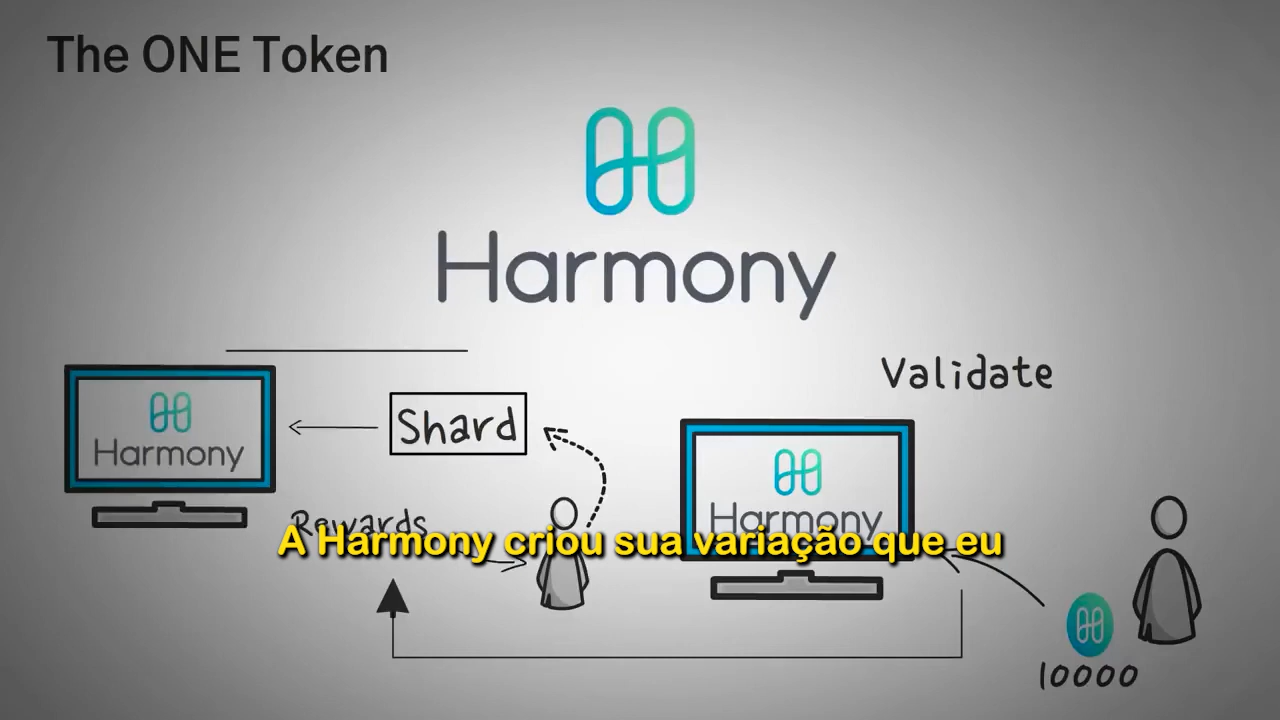 The ONE Token
Harmony
Validate
Harmony
Shard
Harmony
Rewards
A Harmony criou sua variação que eu
10000